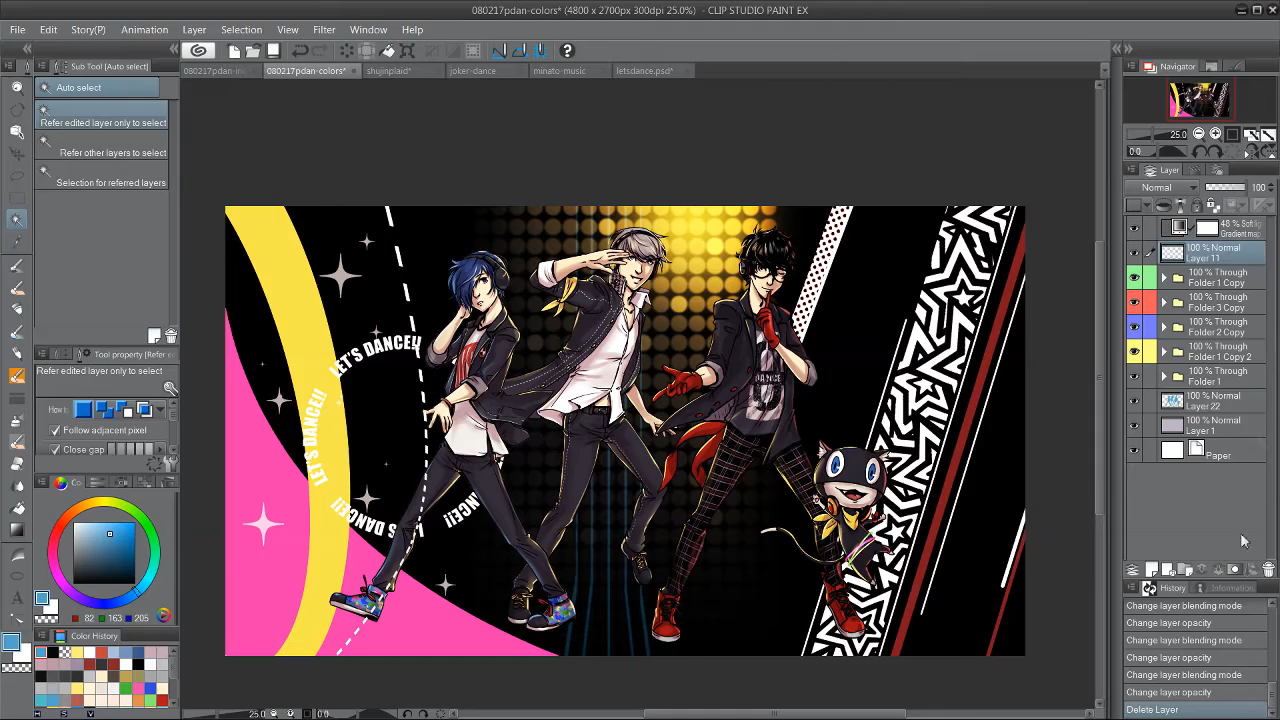 080217pdan-colors* (4800 x 2700px 300dpi 25.0%) - CLIP STUDIO PAINT EX
File Edit Story(P) Animation Layer Selection View Filter Window Help
080217pdan-colors* shujinplaid* joker-dance minato-music letsdance.psd*
Sub Tool [Auto select]
Auto select
Refer edited layer only to select
Refer other layers to select
Selection for referred layers
Tool property [Refer
Refer edited layer only to select
Follow adjacent pixel
Close gap
82 163 205
Color History
LET'S DANCE!!
LET'S DANCE!!
DANCE
25.0 0.0
Navigator
25.0
0.0
Layer
Normal 100
48 % Soft
Gradient map
100 % Normal
Layer 11
100 % Through
Folder 1 Copy
100 % Through
Folder 3 Copy
100 % Through
Folder 2 Copy
100 % Through
Folder 1 Copy 2
100 % Through
Folder 1
100 % Normal
Layer 22
100 % Normal
Layer 1
Paper
History Information
Change layer blending mode
Change layer opacity
Change layer blending mode
Change layer opacity
Change layer blending mode
Change layer opacity
Delete Layer